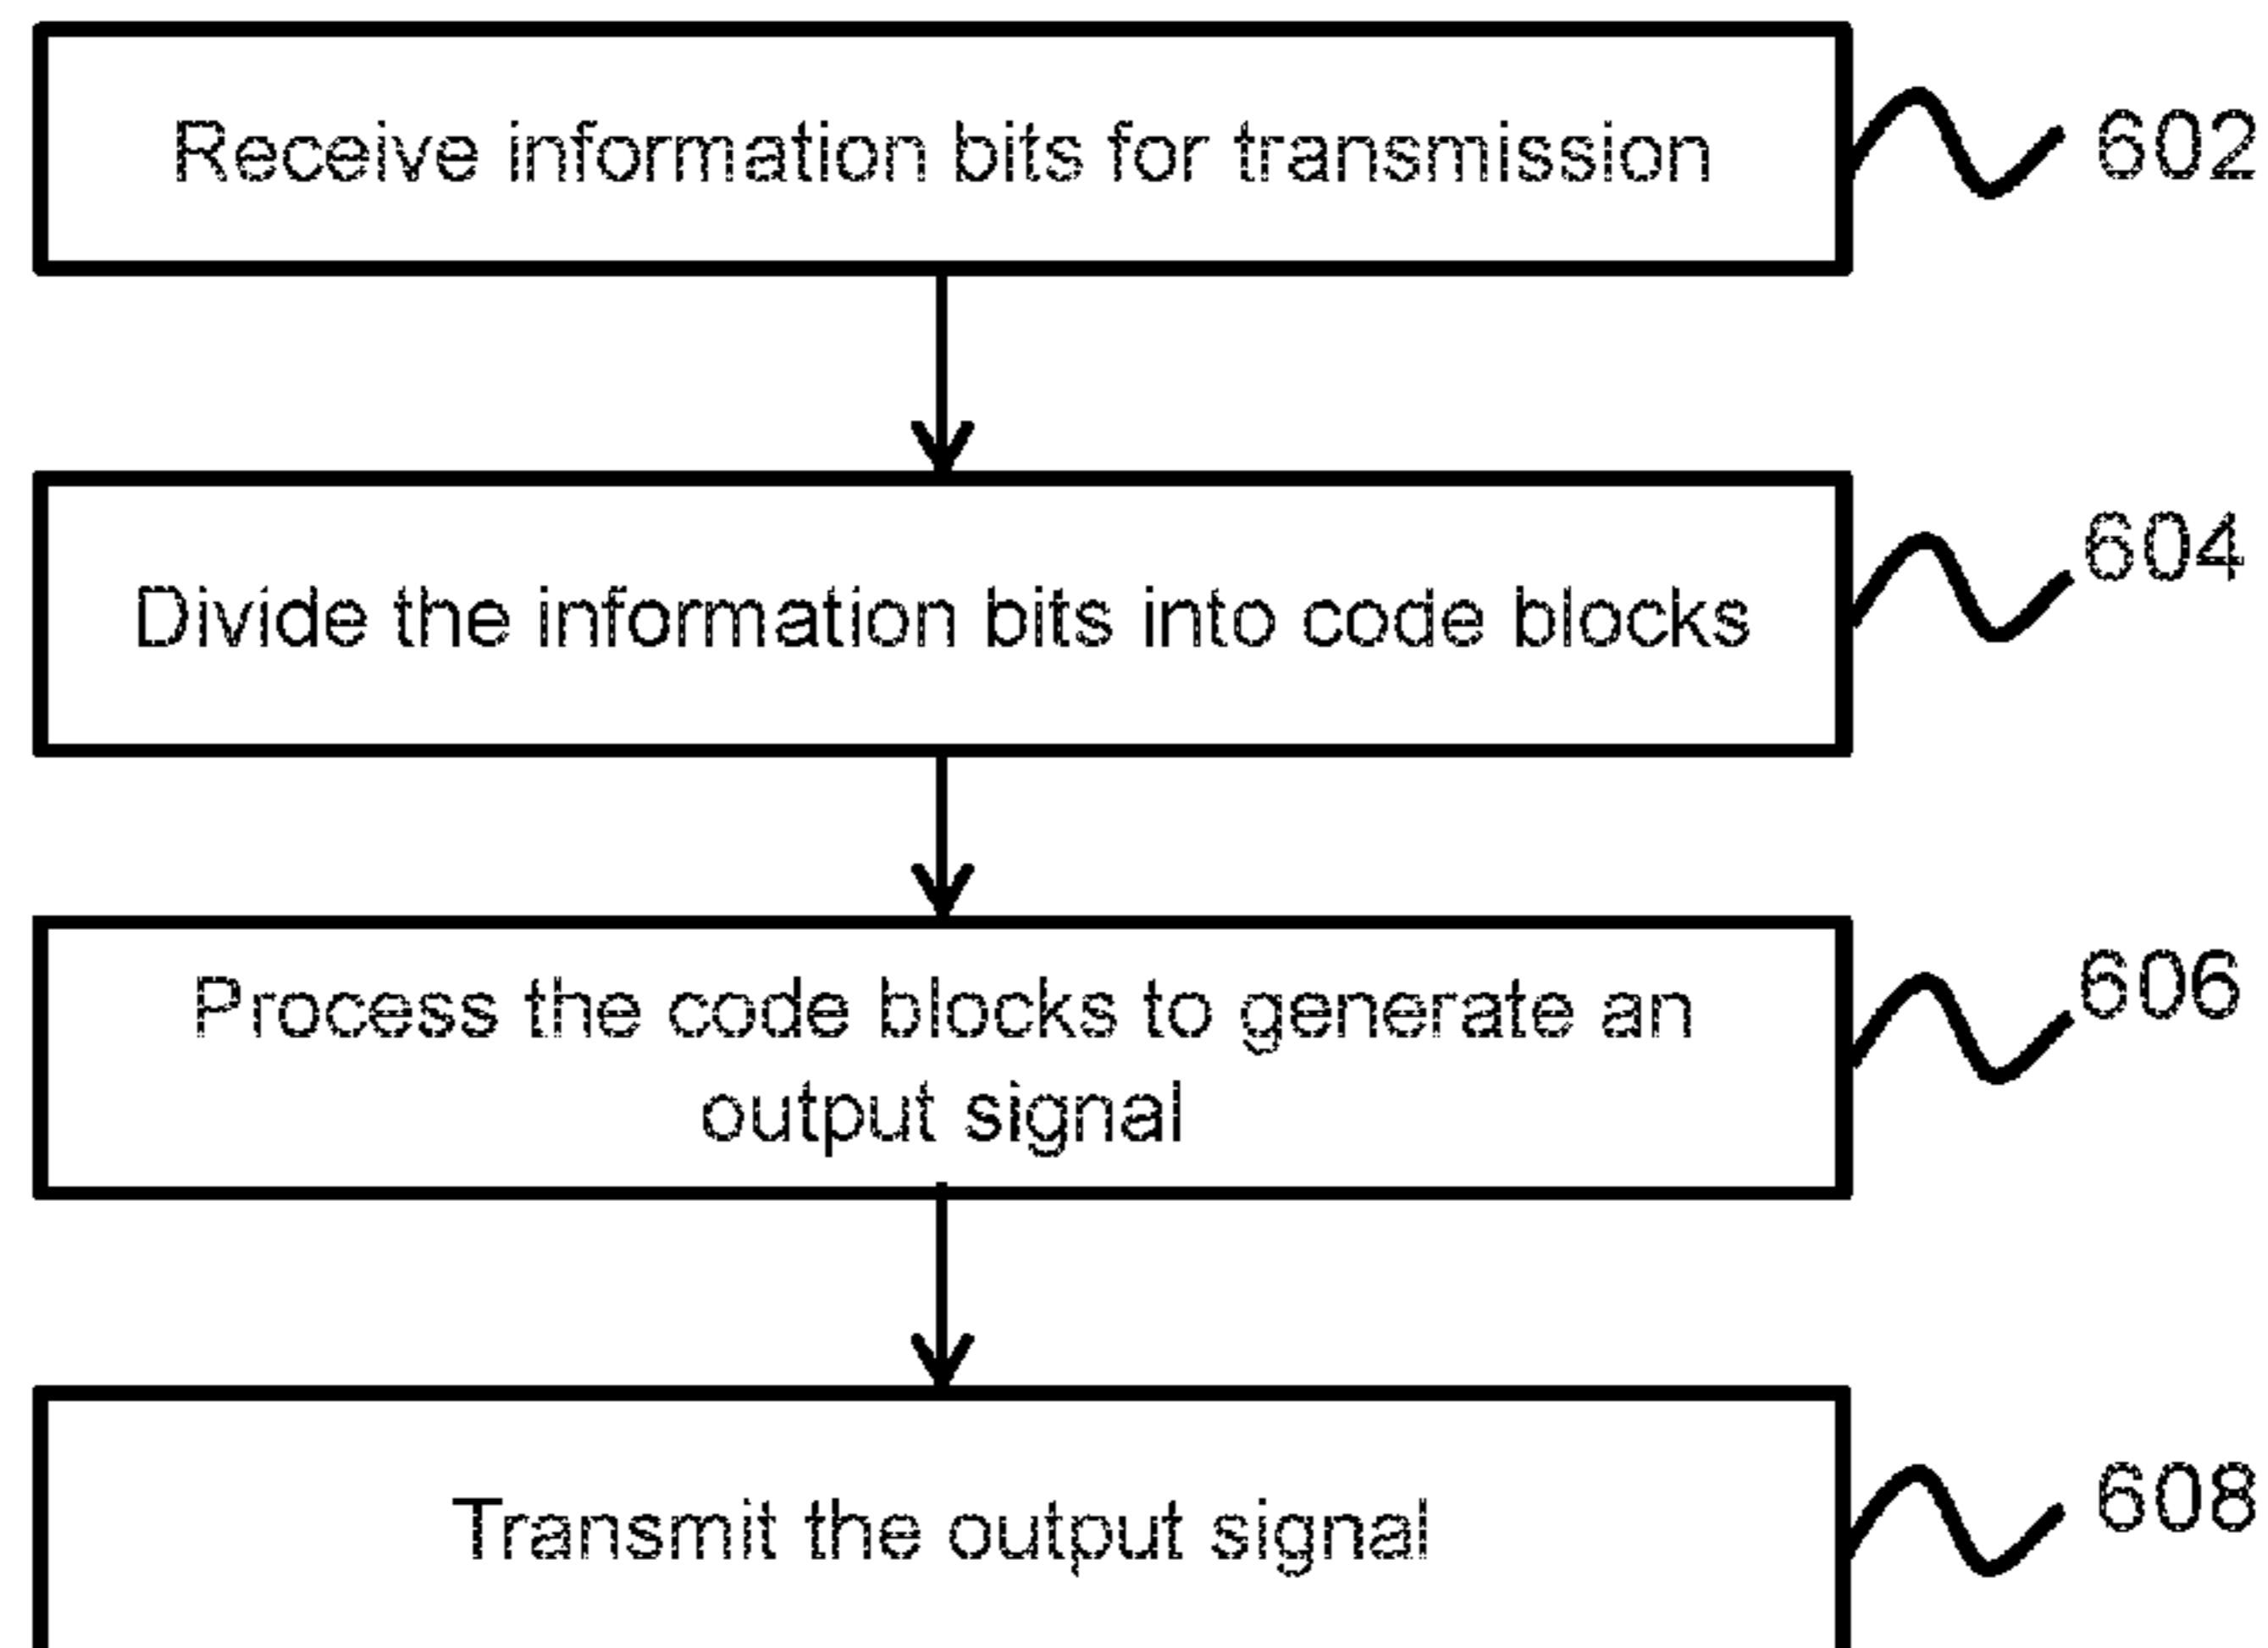 Receive information bits for transmission
602
Divide the information bits into code blocks
604
Process the code blocks to generate an
output signal
606
Transmit the output signal
608